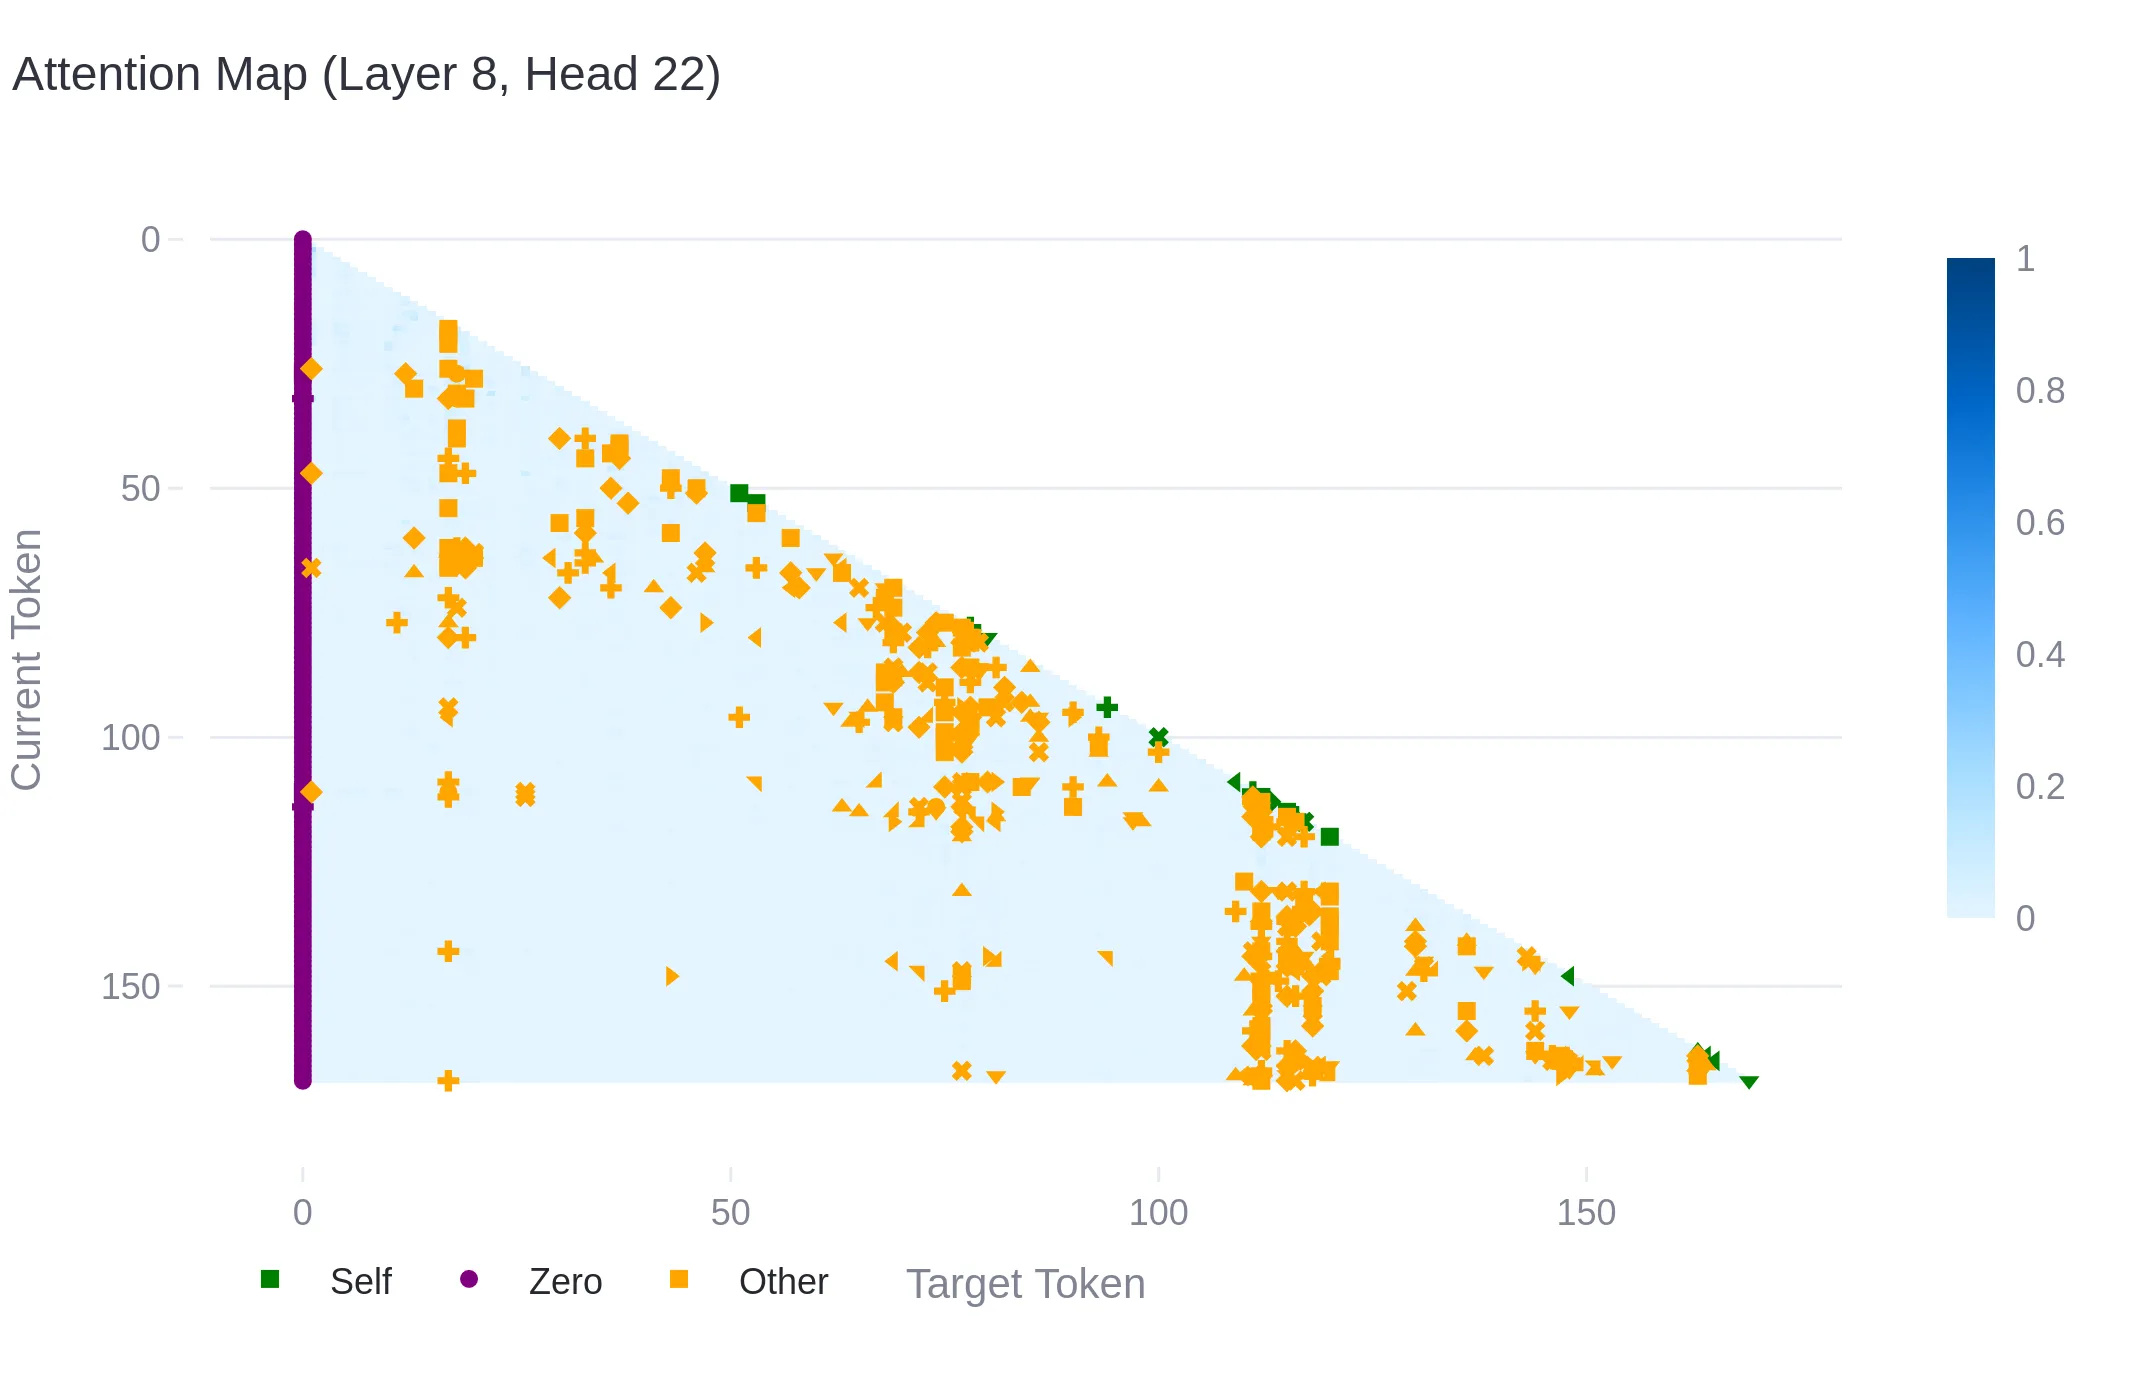 Attention Map (Layer 8, Head 22)
0
50
100
150
Current Token
1
0.8
0.6
0.4
0.2
0
0 50 100 150
Self Zero Other Target Token